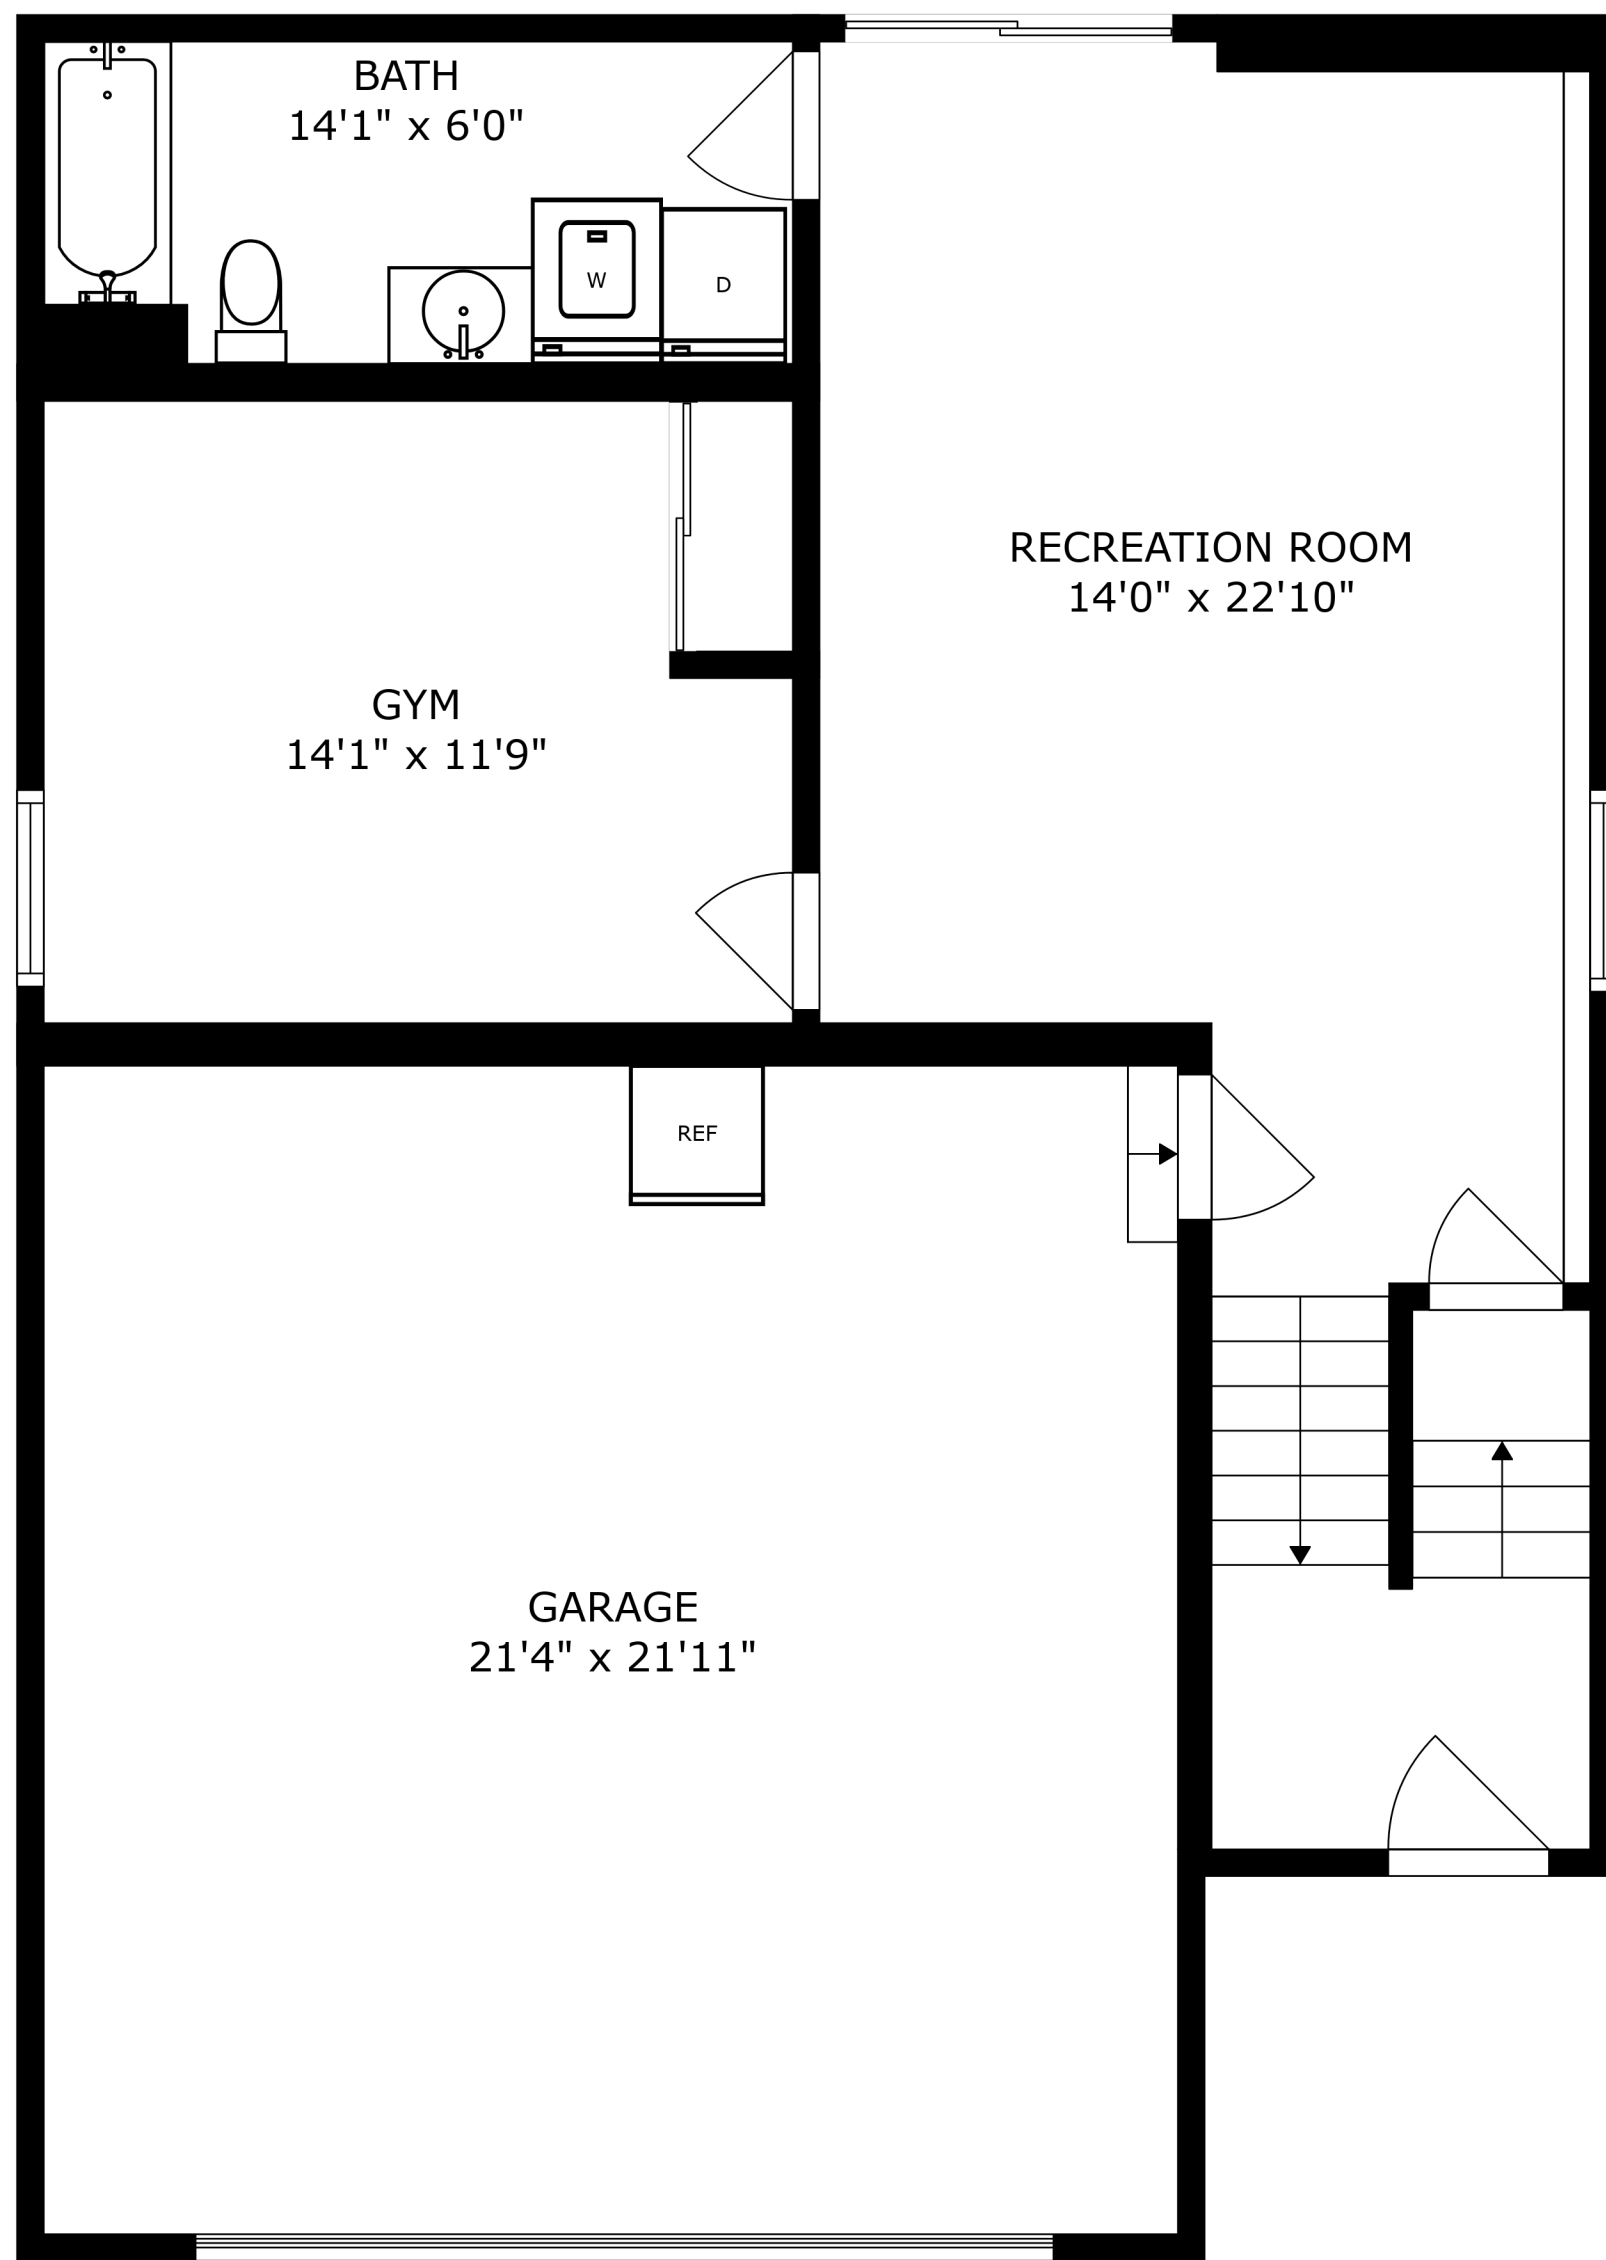 BATH
14'1" x 6'0"
W
D
RECREATION ROOM
14'0" x 22'10"
GYM
14'1" x 11'9"
REF
GARAGE
21'4" x 21'11"